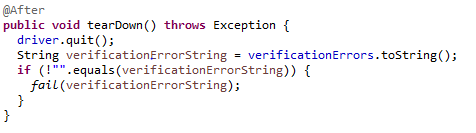 @After
public void tearDown() throws Exception {
  driver.quit();
  String verificationErrorString = verificationErrors.toString();
  if (!"".equals(verificationErrorString)) {
    fail(verificationErrorString);
  }
}